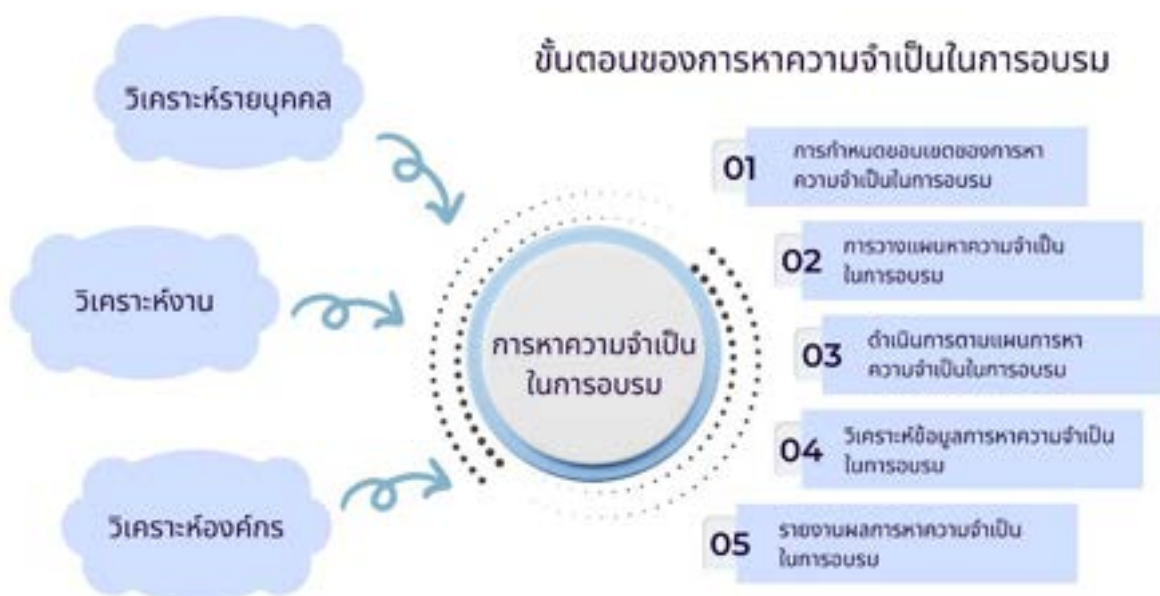 วิเคราะห์รายบุคคล
วิเคราะห์งาน
วิเคราะห์องค์กร
การหาความจำเป็น
ในการอบรม
ขั้นตอนของการหาความจำเป็นในการอบรม
01
การกำหนดขอบเขตของการหา
ความจำเป็นในการอบรม
02
การวางแผนหาความจำเป็น
ในการอบรม
03
ดำเนินการตามแผนการหา
ความจำเป็นในการอบรม
04
วิเคราะห์ข้อมูลการหาความจำเป็น
ในการอบรม
05
รายงานผลการหาความจำเป็น
ในการอบรม